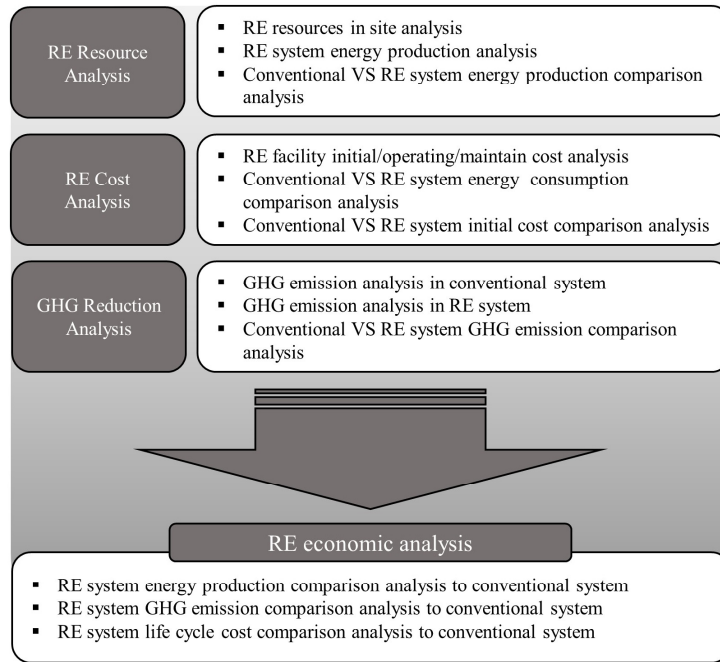 RE Resource
Analysis
▪ RE resources in site analysis
▪ RE system energy production analysis
▪ Conventional VS RE system energy production comparison
analysis
RE Cost
Analysis
▪ RE facility initial/operating/maintain cost analysis
▪ Conventional VS RE system energy consumption
comparison analysis
▪ Conventional VS RE system initial cost comparison analysis
GHG Reduction
Analysis
▪ GHG emission analysis in conventional system
▪ GHG emission analysis in RE system
▪ Conventional VS RE system GHG emission comparison
analysis
RE economic analysis
▪ RE system energy production comparison analysis to conventional system
▪ RE system GHG emission comparison analysis to conventional system
▪ RE system life cycle cost comparison analysis to conventional system